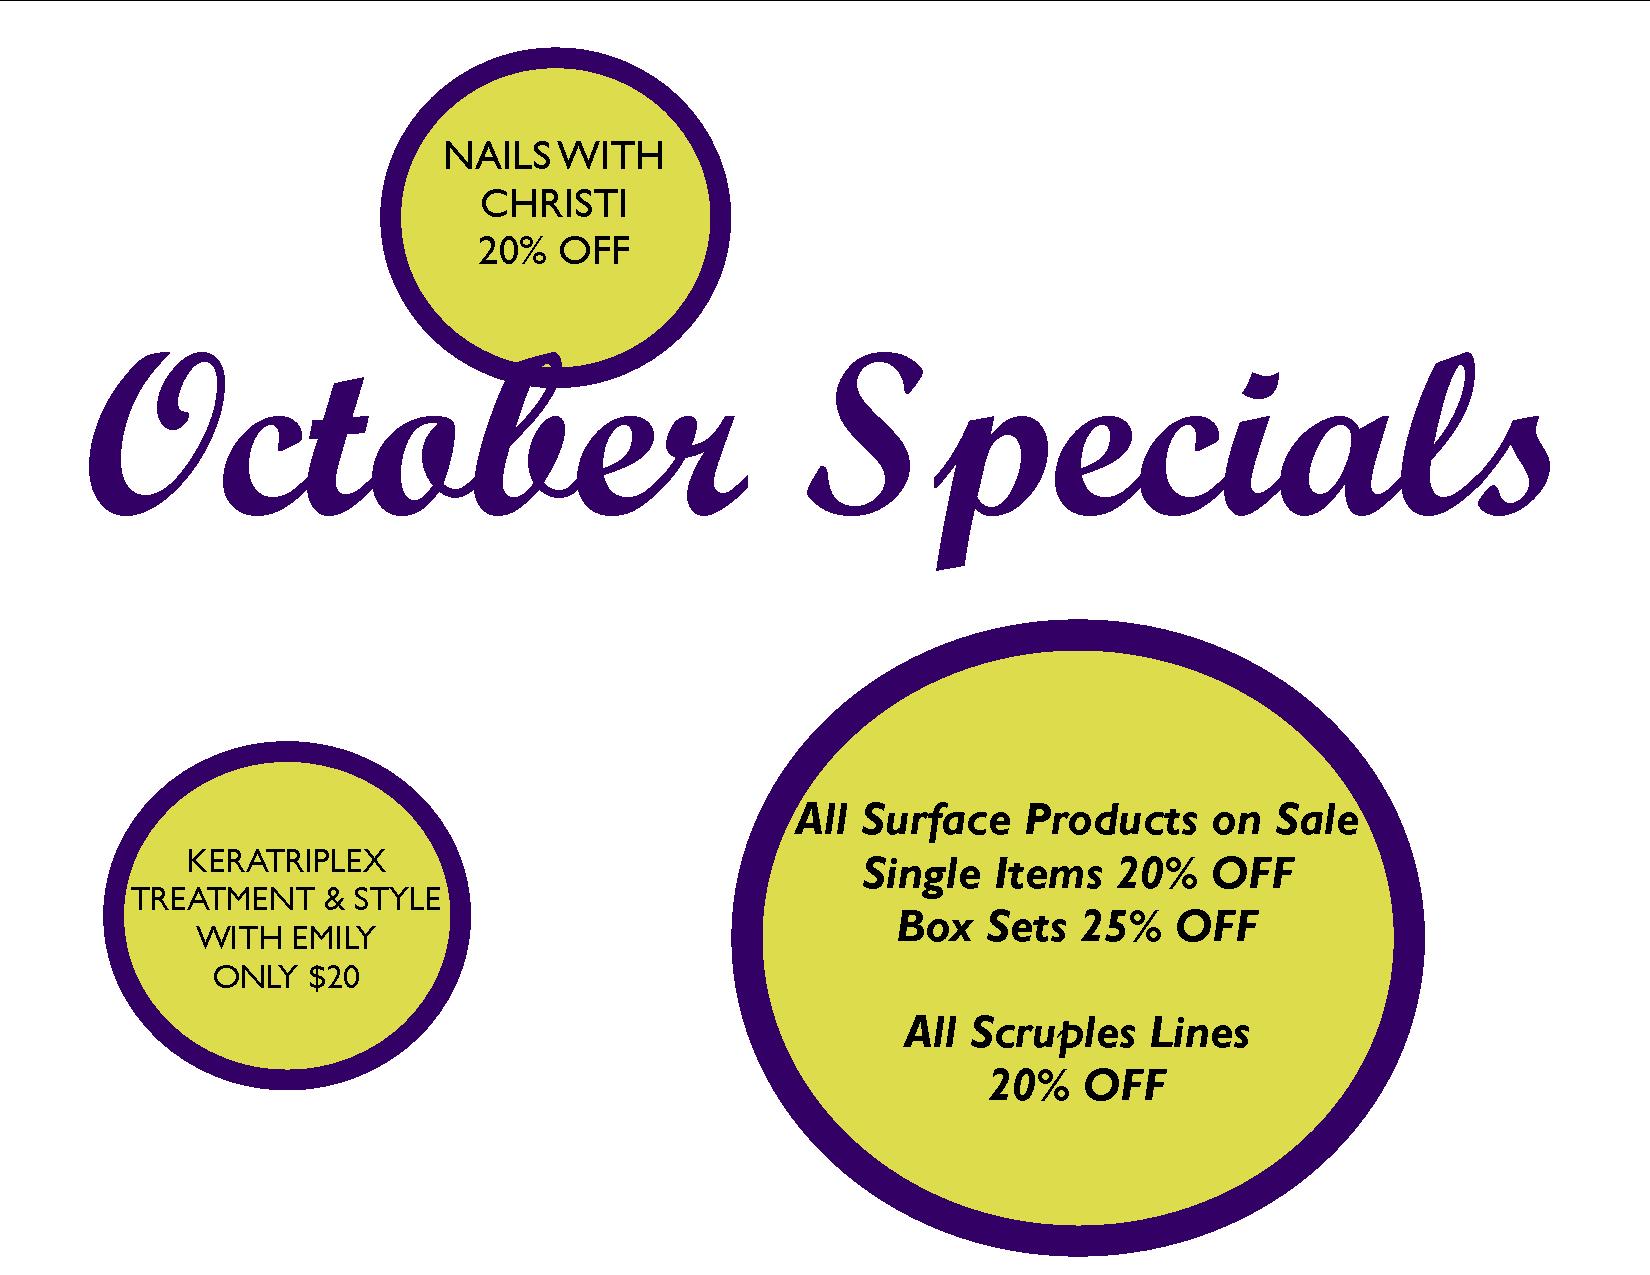 NAILS WITH
CHRISTI
20% OFF
October Specials
KERATRIPLEX
TREATMENT & STYLE
WITH EMILY
ONLY $20
All Surface Products on Sale
Single Items 20% OFF
Box Sets 25% OFF
All Scruples Lines
20% OFF